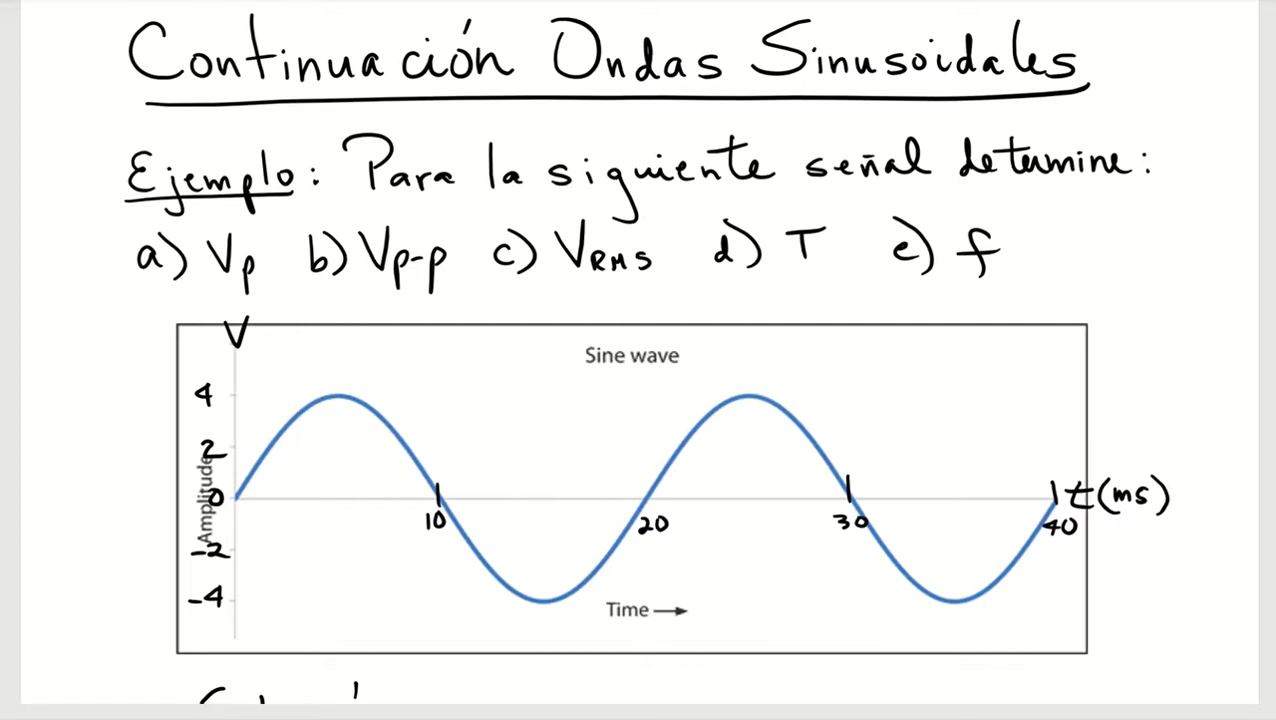 Continuación Ondas Sinusoidales
Ejemplo: Para la siguiente señal determine:
a) Vp b) Vp-p c) VRMS d) T e) f
V
Sine wave
4
2
0
-2
-4
Amplitude
10
20
30
40
t(ms)
Time